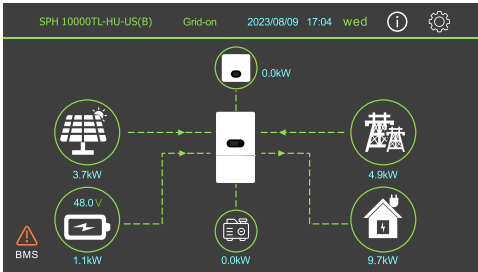 SPH 10000TL-HU-US(B) Grid-on 2023/08/09 17:04 wed
0.0kW
3.7kW
4.9kW
48.0V
BMS
1.1kW
0.0kW
9.7kW